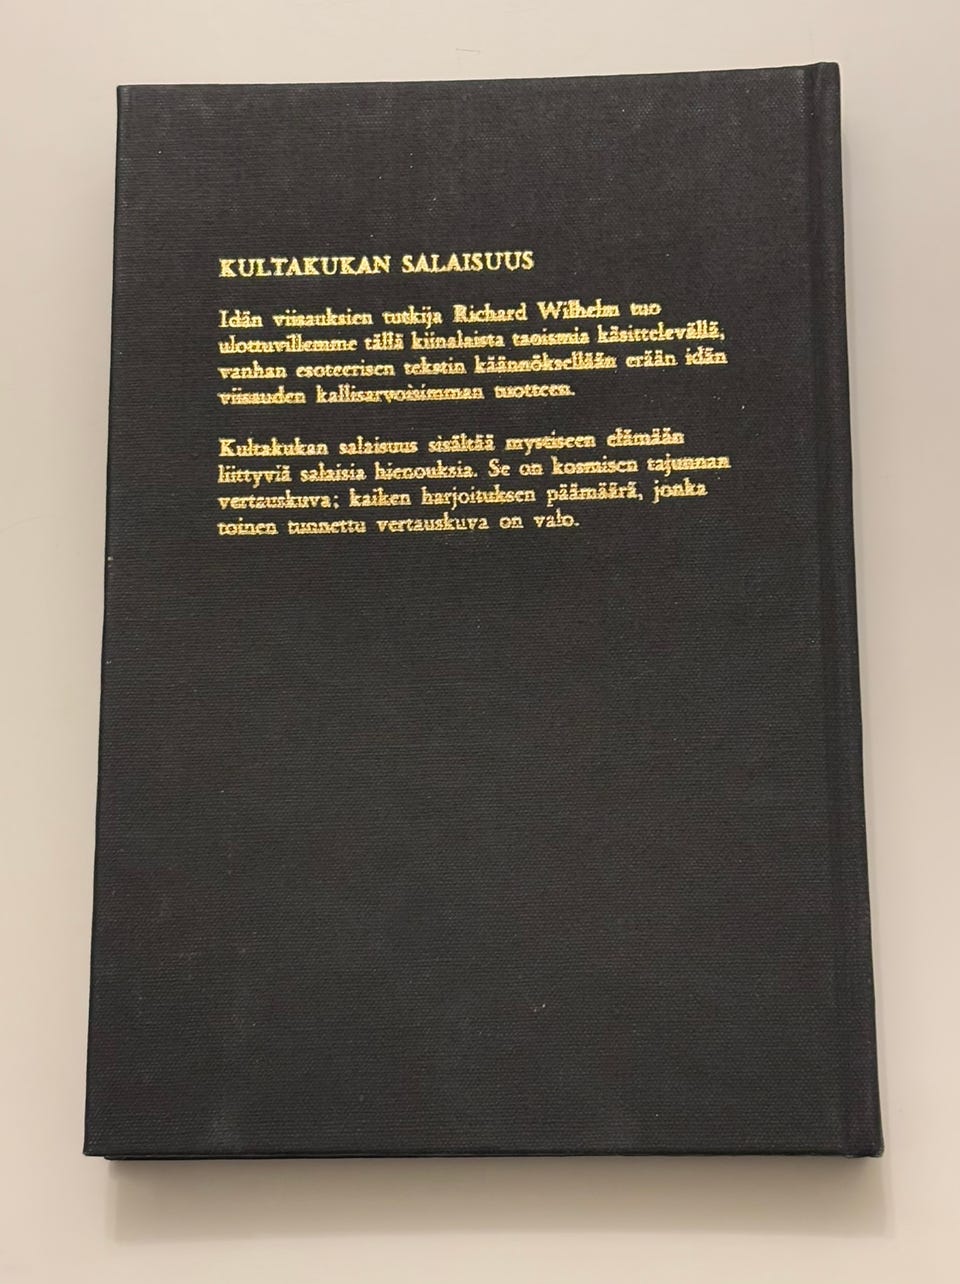 KULTAKUKAN SALAISUUS
Idän viisauksien tutkija Richard Wilhelm tuo
ulottuvillemme tällä kiinalaista taoismia käsittelevällä,
vanhan esoteerisen tekstin käännöksellään erään idän
viisauden kallisarvoisimman tuotteen.
Kultakukan salaisuus sisältää mystiseen elämään
liittyviä salaisia hienouksia. Se on kosmisen tajunnan
vertauskuva; kaiken harjoituksen päämäärä, jonka
toinen tunnettu vertauskuva on valo.